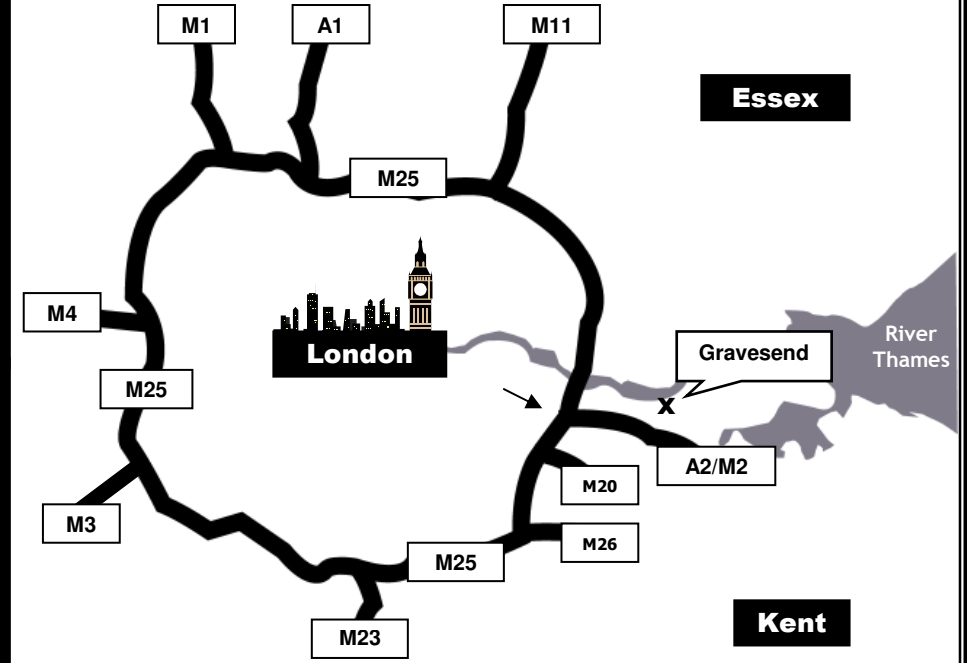 M1
A1
M11
Essex
M25
M4
London
Gravesend
River
Thames
M25
x
A2/M2
M20
M3
M26
M25
Kent
M23